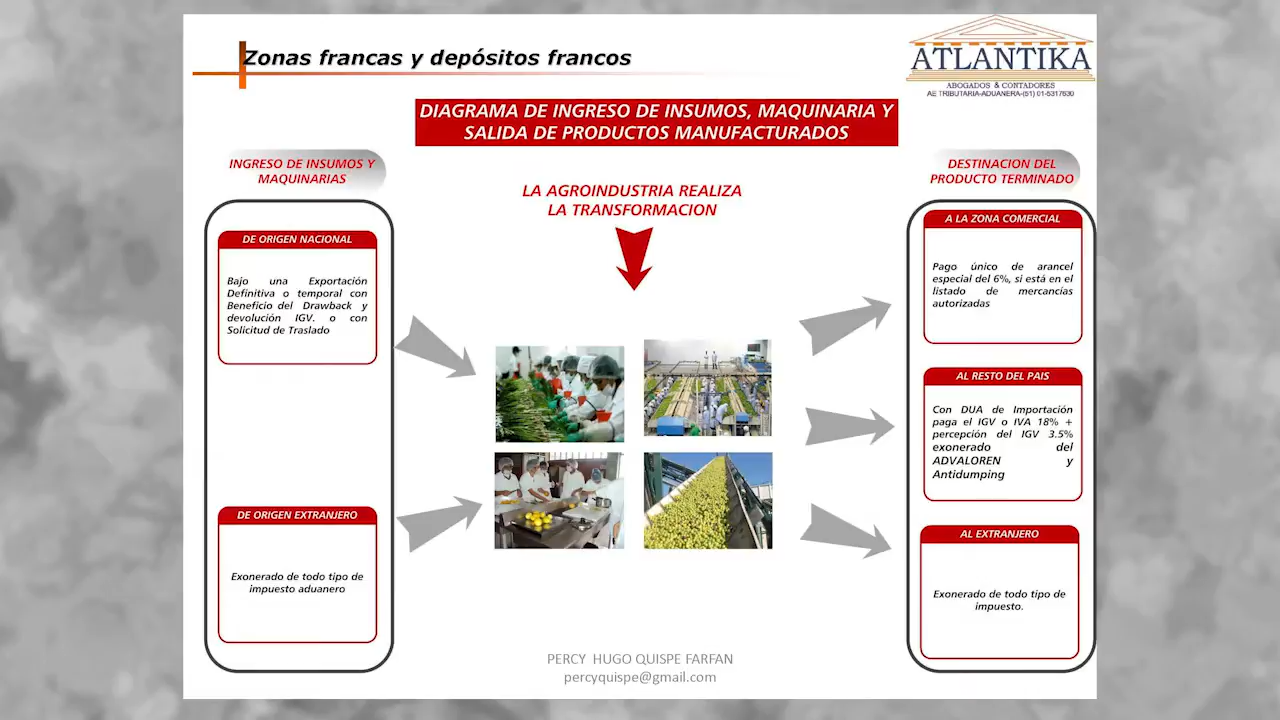 Zonas francas y depósitos francos
ATLANTIKA
ABOGADOS & CONTADORES
AE TRIBUTARIA-ADUANERA-(51) 01-5317630
DIAGRAMA DE INGRESO DE INSUMOS, MAQUINARIA Y
SALIDA DE PRODUCTOS MANUFACTURADOS
INGRESO DE INSUMOS Y
MAQUINARIAS
DE ORIGEN NACIONAL
Bajo una Exportación
Definitiva o temporal con
Beneficio del Drawback y
devolución IGV. o con
Solicitud de Traslado
DE ORIGEN EXTRANJERO
Exonerado de todo tipo de
impuesto aduanero
LA AGROINDUSTRIA REALIZA
LA TRANSFORMACION
DESTINACION DEL
PRODUCTO TERMINADO
A LA ZONA COMERCIAL
Pago único de arancel
especial del 6%, si está en el
listado de mercancías
autorizadas
AL RESTO DEL PAIS
Con DUA de Importación
paga el IGV o IVA 18% +
percepción del IGV 3.5%
exonerado del
ADVALOREN y
Antidumping
AL EXTRANJERO
Exonerado de todo tipo de
impuesto.
PERCY HUGO QUISPE FARFAN
percyquispe@gmail.com